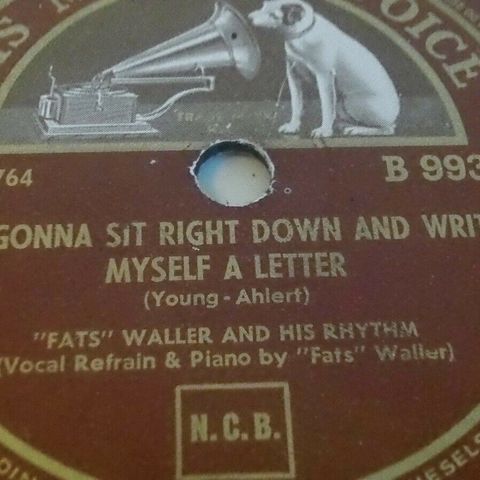 S M VOICE
764
B 993
GONNA SIT RIGHT DOWN AND WRIT
MYSELF A LETTER
(Young - Ahlert)
"FATS" WALLER AND HIS RHYTHM
(Vocal Refrain & Piano by "Fats" Waller)
N. C. B.